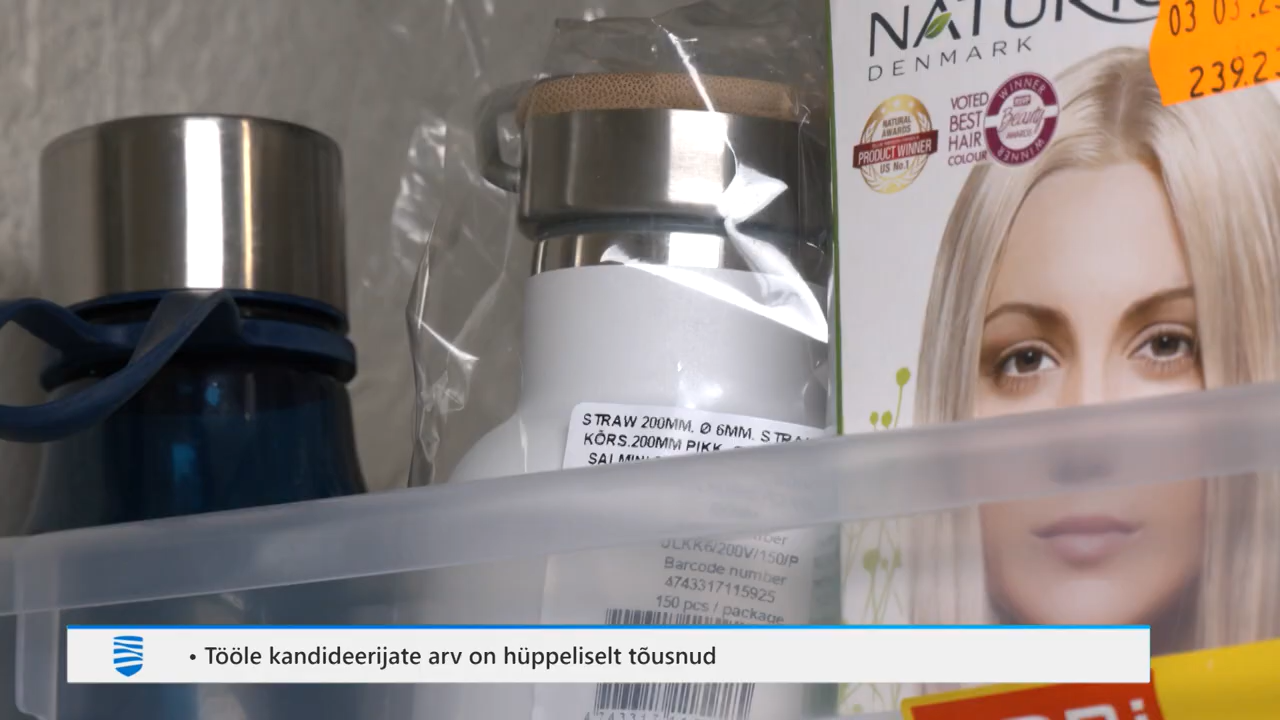 NATUR
DENMARK
03 03.2
239.2
NATURAL
AWARDS
PRODUCT WINNER
US No.1
VOTED
BEST
HAIR
COLOUR
WINNER
Beauty
AWARDS
WINNER
STRAW 200MM, Ø 6MM. STRA
KÕRS.200MM PIKK
ULKK6/200V/150/P
Barcode number
4743317115925
150 pcs / package
• Tööle kandideerijate arv on hüppeliselt tõusnud